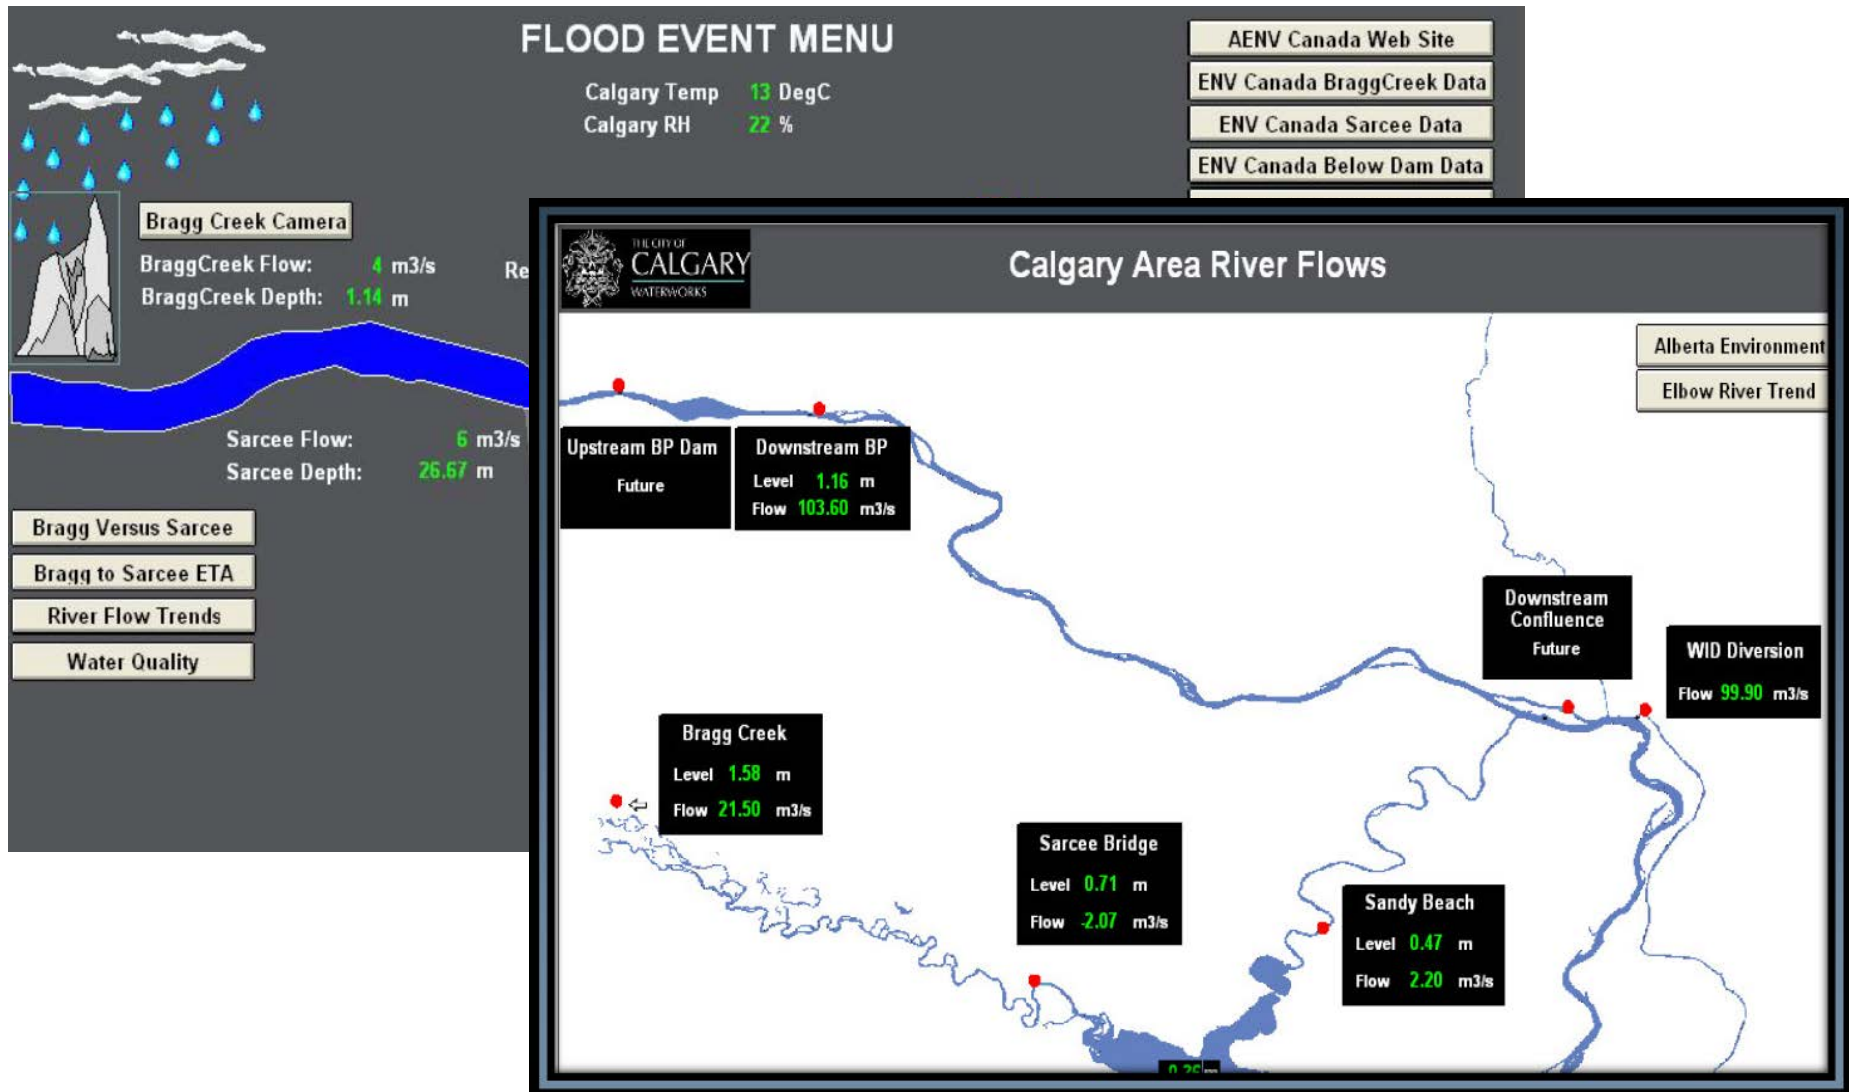 FLOOD EVENT MENU
Calgary Temp 13 DegC
Calgary RH 22 %
AENV Canada Web Site
ENV Canada BraggCreek Data
ENV Canada Sarcee Data
ENV Canada Below Dam Data
Bragg Creek Camera
BraggCreek Flow: 4 m3/s
BraggCreek Depth: 1.14 m
Re
Sarcee Flow: 6 m3/s
Sarcee Depth: 26.67 m
Bragg Versus Sarcee
Bragg to Sarcee ETA
River Flow Trends
Water Quality
THE CITY OF
CALGARY
WATERWORKS
Calgary Area River Flows
Alberta Environment
Elbow River Trend
Upstream BP Dam
Future
Downstream BP
Level 1.16 m
Flow 103.60 m3/s
Downstream
Confluence
Future
WID Diversion
Flow 99.90 m3/s
Bragg Creek
Level 1.58 m
Flow 21.50 m3/s
Sarcee Bridge
Level 0.71 m
Flow -2.07 m3/s
Sandy Beach
Level 0.47 m
Flow 2.20 m3/s